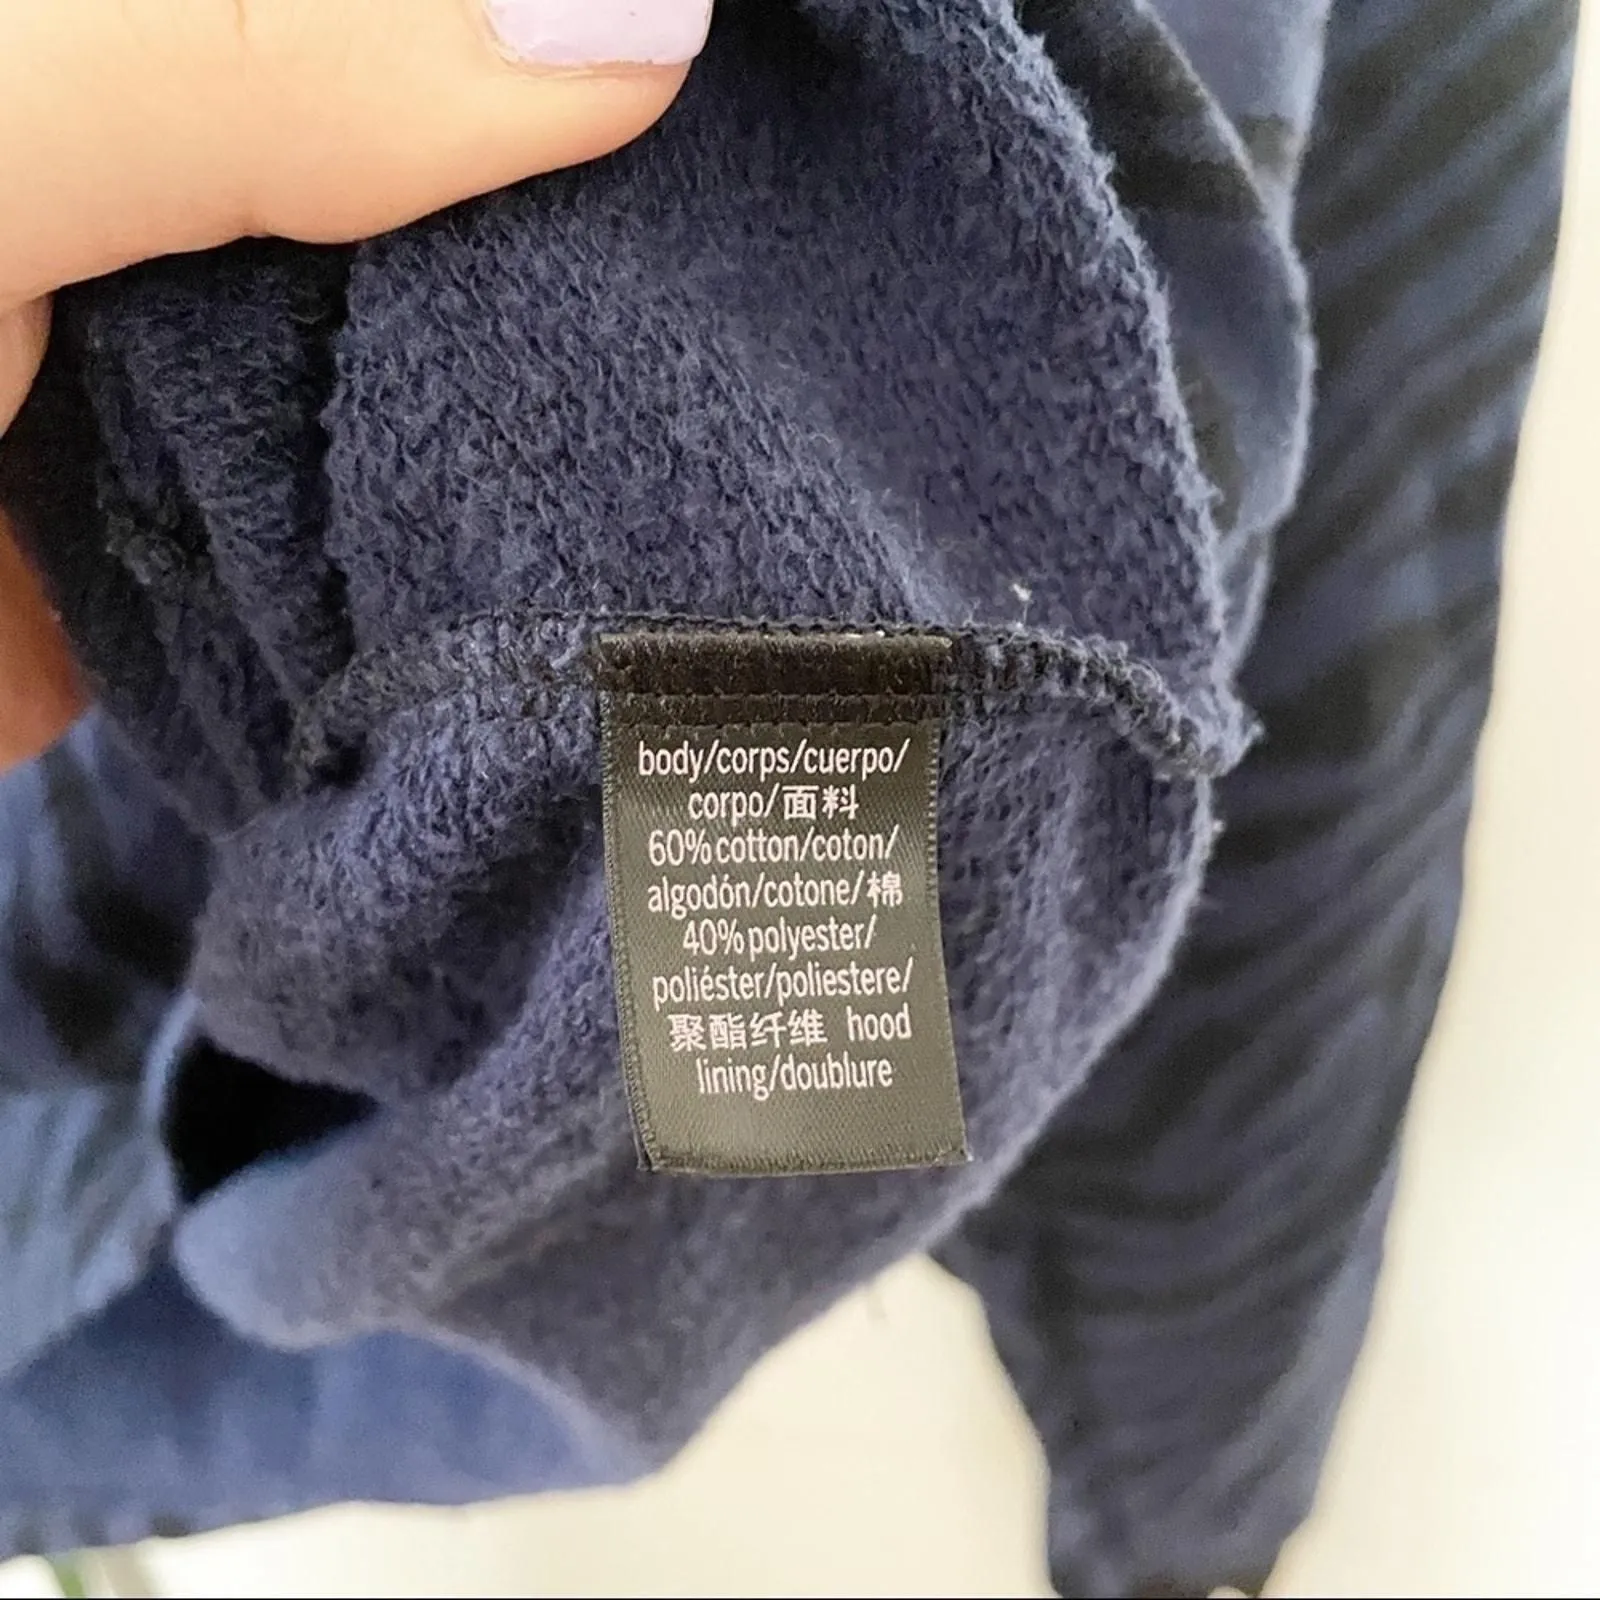 body/corps/cuerpo/
corpo/面料
60%cotton/coton/
algodón/cotone/棉
40%polyester/
poliéster/poliestere/
聚酯纤维 hood
lining/doublure